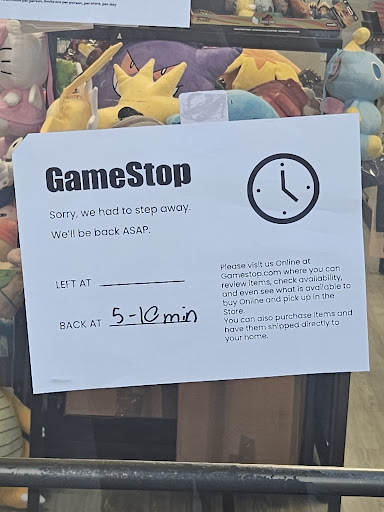 GameStop
Sorry, we had to step away.
We'll be back ASAP.
LEFT AT
BACK AT 5-10 min
Please visit us Online at
Gamestop.com where you can
review items, check availability,
and even see what is available to
buy Online and pick up in the
Store.
You can also purchase items and
have them shipped directly to
your home.